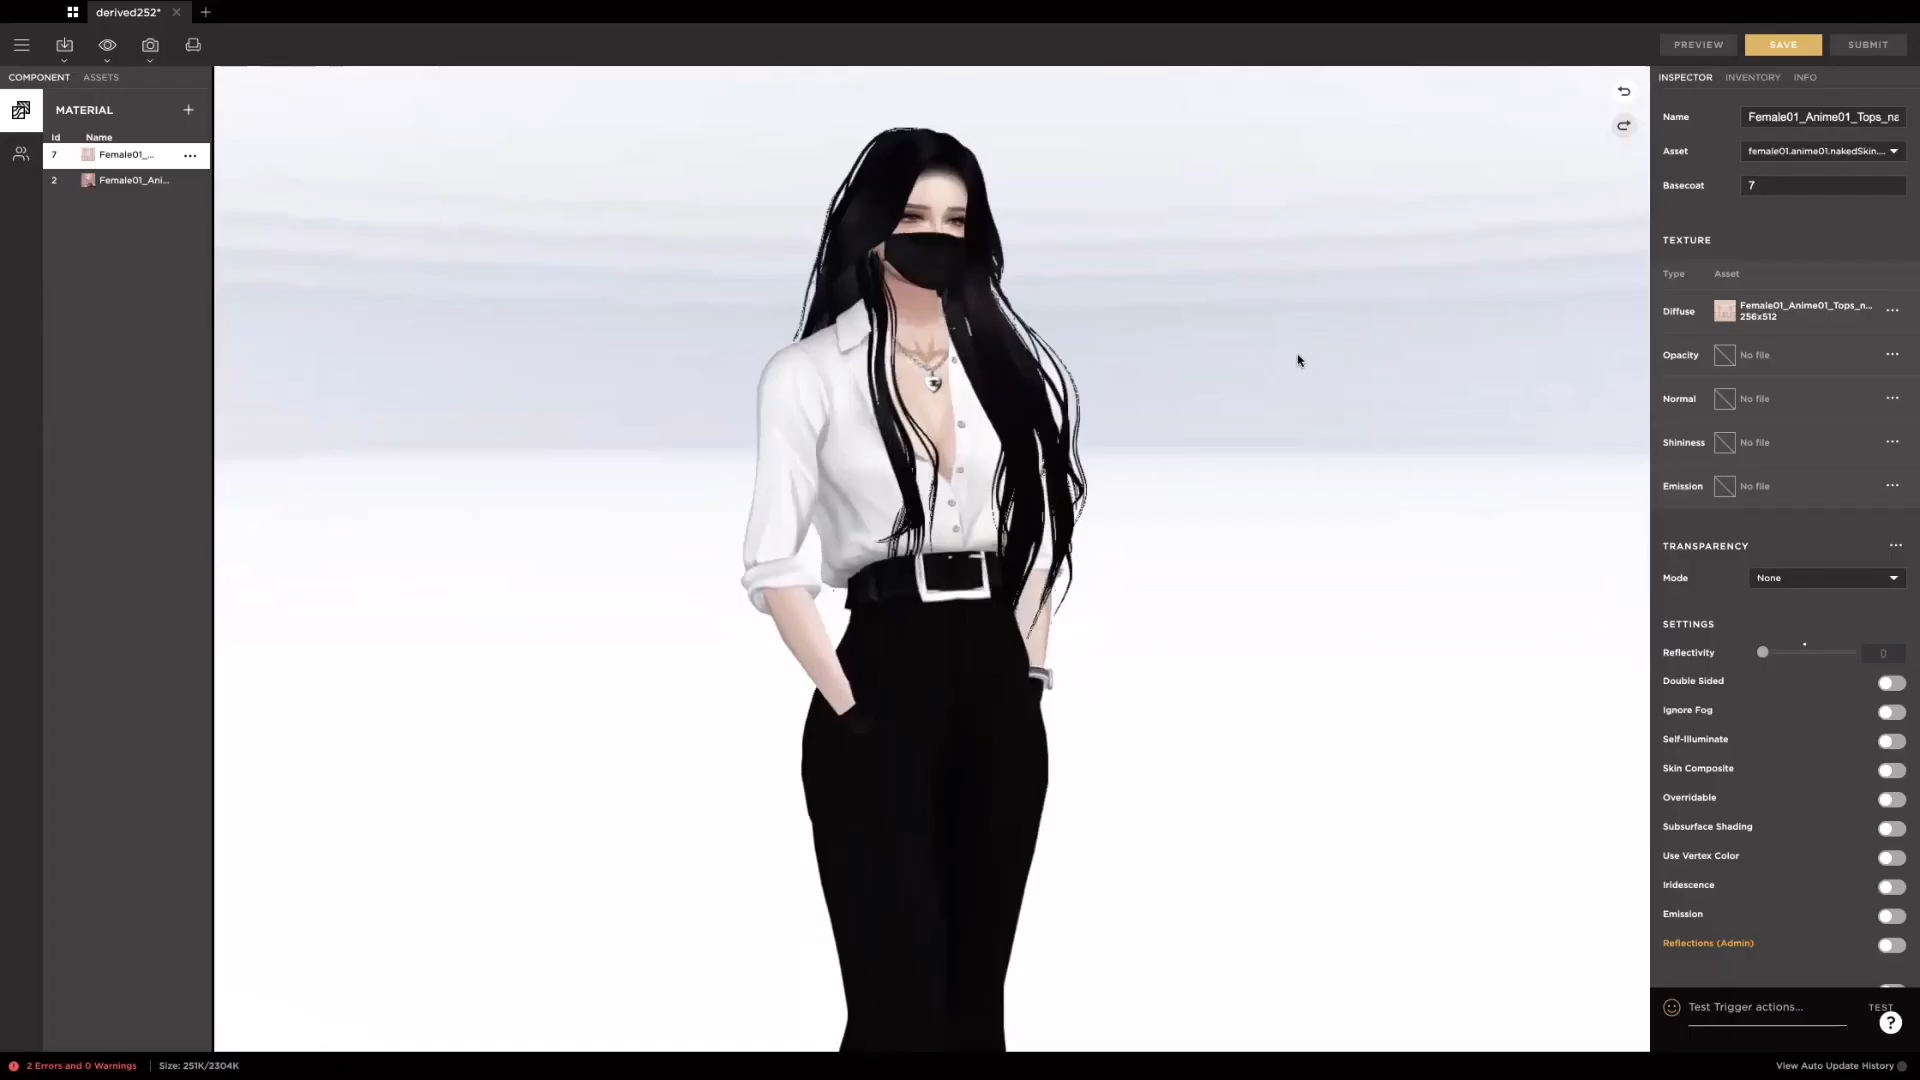 derived252*
PREVIEW
SAVE
SUBMIT
COMPONENT
ASSETS
MATERIAL
Id
Name
7
Female01_...
2
Female01_Ani...
INSPECTOR
INVENTORY
INFO
Name
Female01_Anime01_Tops_na
Asset
female01.anime01.nakedSkin....
Basecoat
7
TEXTURE
Type
Asset
Diffuse
Female01_Anime01_Tops_n...
256x512
Opacity
No file
Normal
No file
Shininess
No file
Emission
No file
TRANSPARENCY
Mode
None
SETTINGS
Reflectivity
0
Double Sided
Ignore Fog
Self-Illuminate
Skin Composite
Overridable
Subsurface Shading
Use Vertex Color
Iridescence
Emission
Reflections (Admin)
Test Trigger actions...
TEST
?
2 Errors and 0 Warnings
Size: 251K/2304K
View Auto Update History